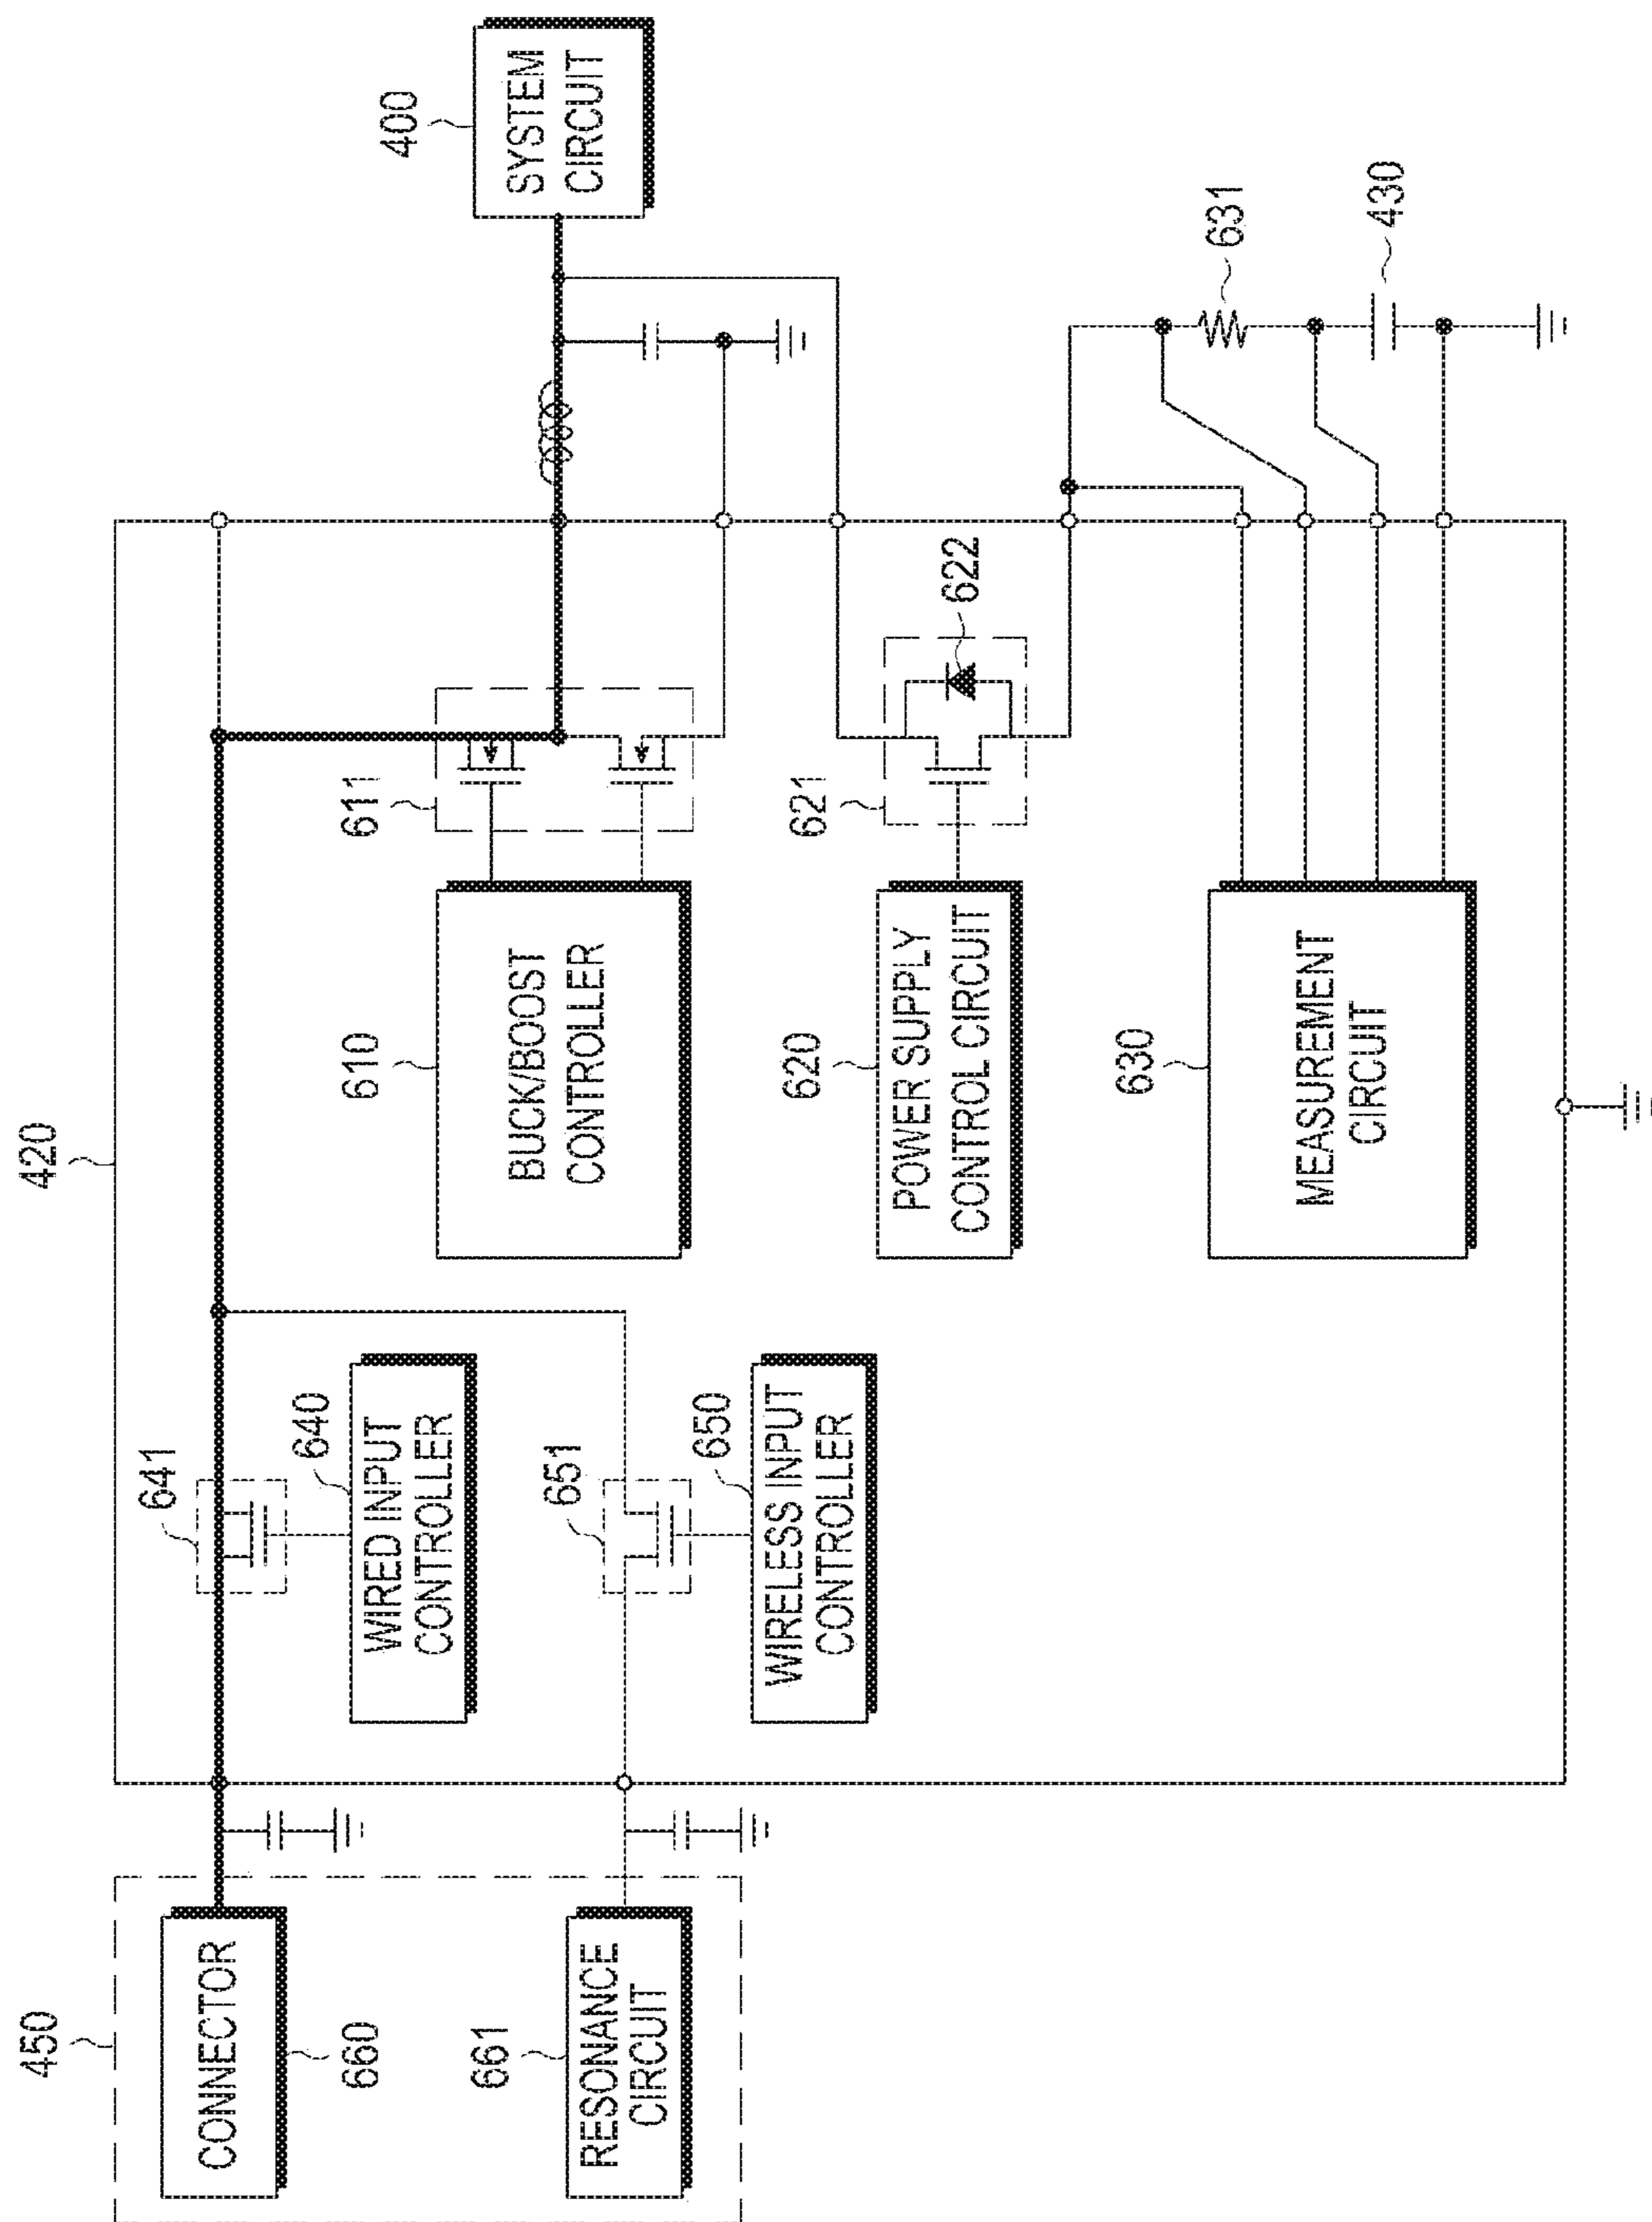 450
CONNECTOR
660
661
RESONANCE
CIRCUIT
420
641
640
WIRED INPUT
CONTROLLER
651
650
WIRELESS INPUT
CONTROLLER
610
BUCK/BOOST
CONTROLLER
611
620
POWER SUPPLY
CONTROL CIRCUIT
621
622
630
MEASUREMENT
CIRCUIT
400
SYSTEM
CIRCUIT
631
430